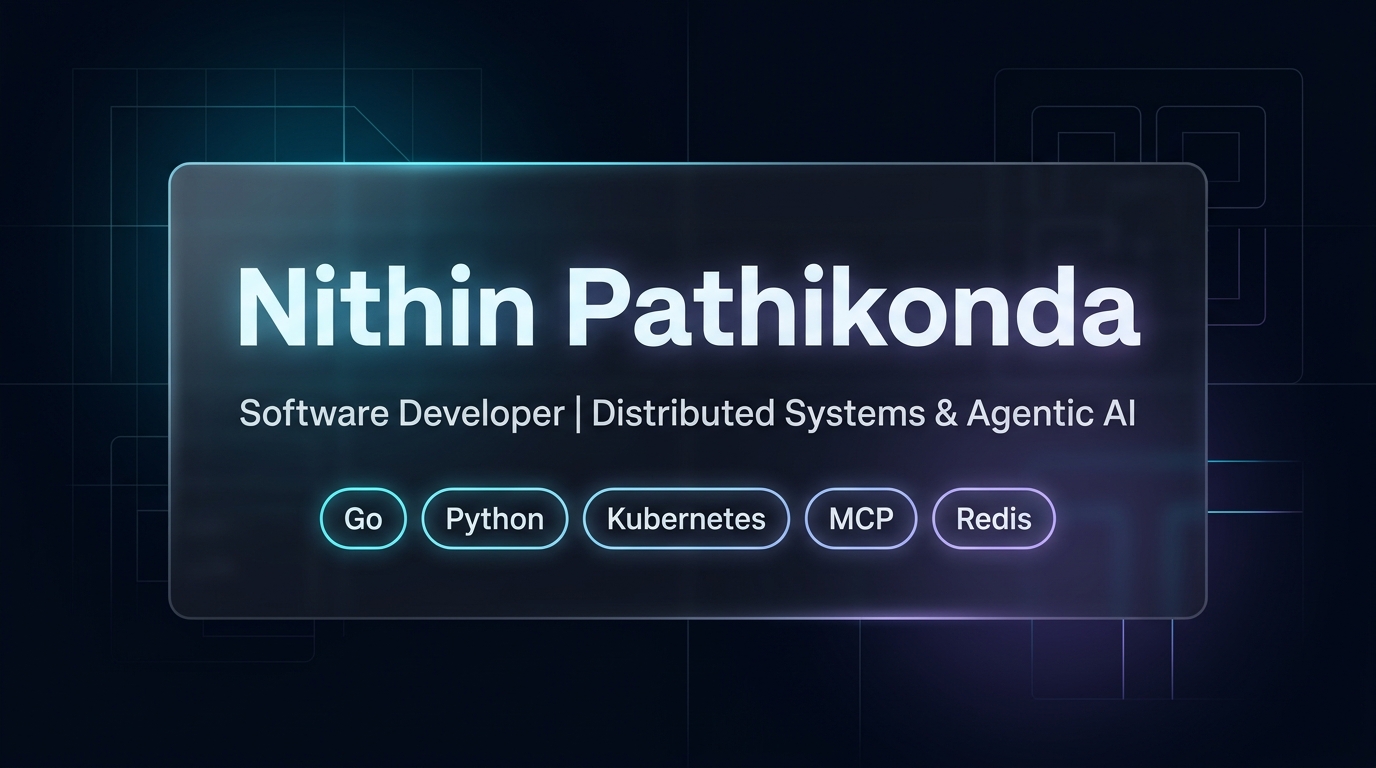 Nithin Pathikonda
Software Developer | Distributed Systems & Agentic AI
Go Python Kubernetes MCP Redis